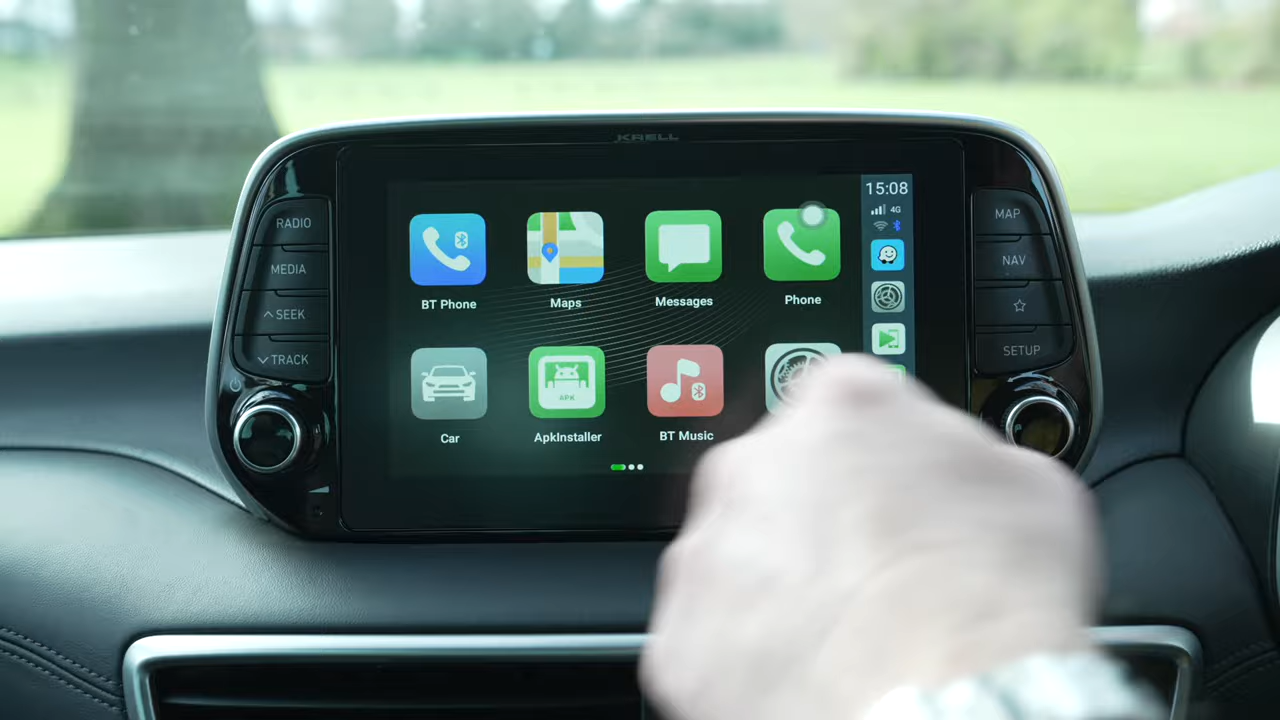 KRELL
RADIO
MEDIA
SEEK
TRACK
BT Phone
Maps
Messages
Phone
Car
APK
ApkInstaller
BT Music
15:08
4G
MAP
NAV
SETUP